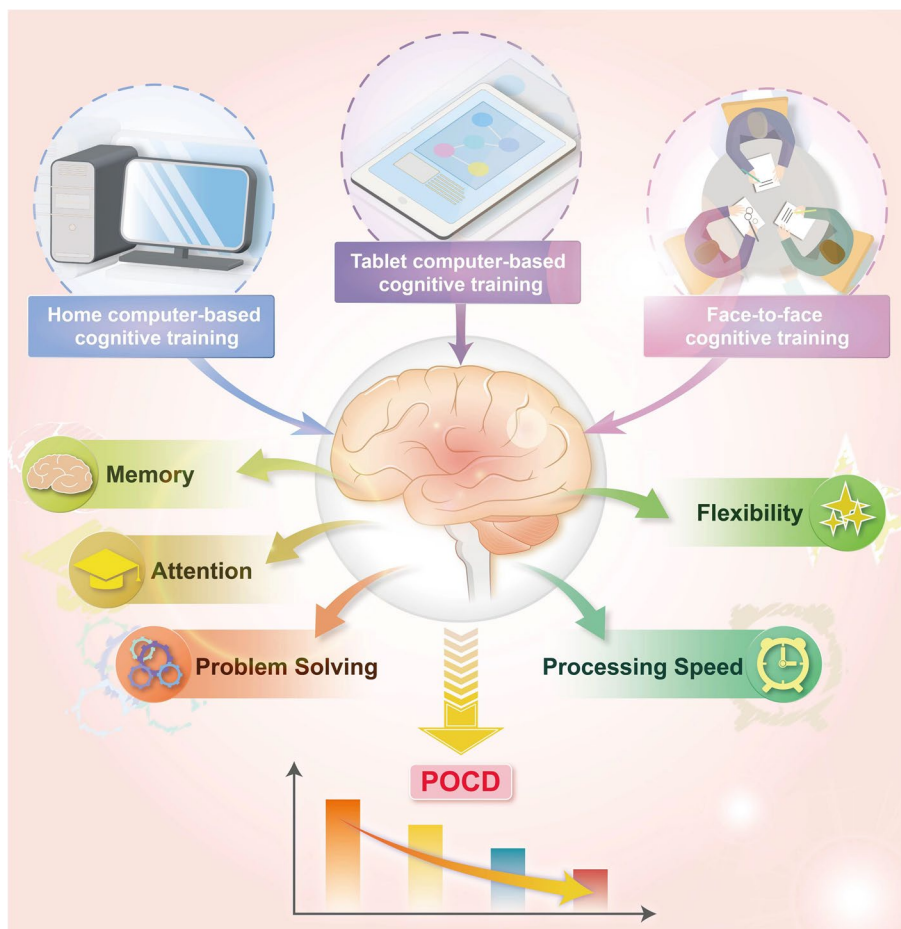 Home computer-based
cognitive training
Tablet computer-based
cognitive training
Face-to-face
cognitive training
Memory
Attention
Problem Solving
Flexibility
Processing Speed
POCD